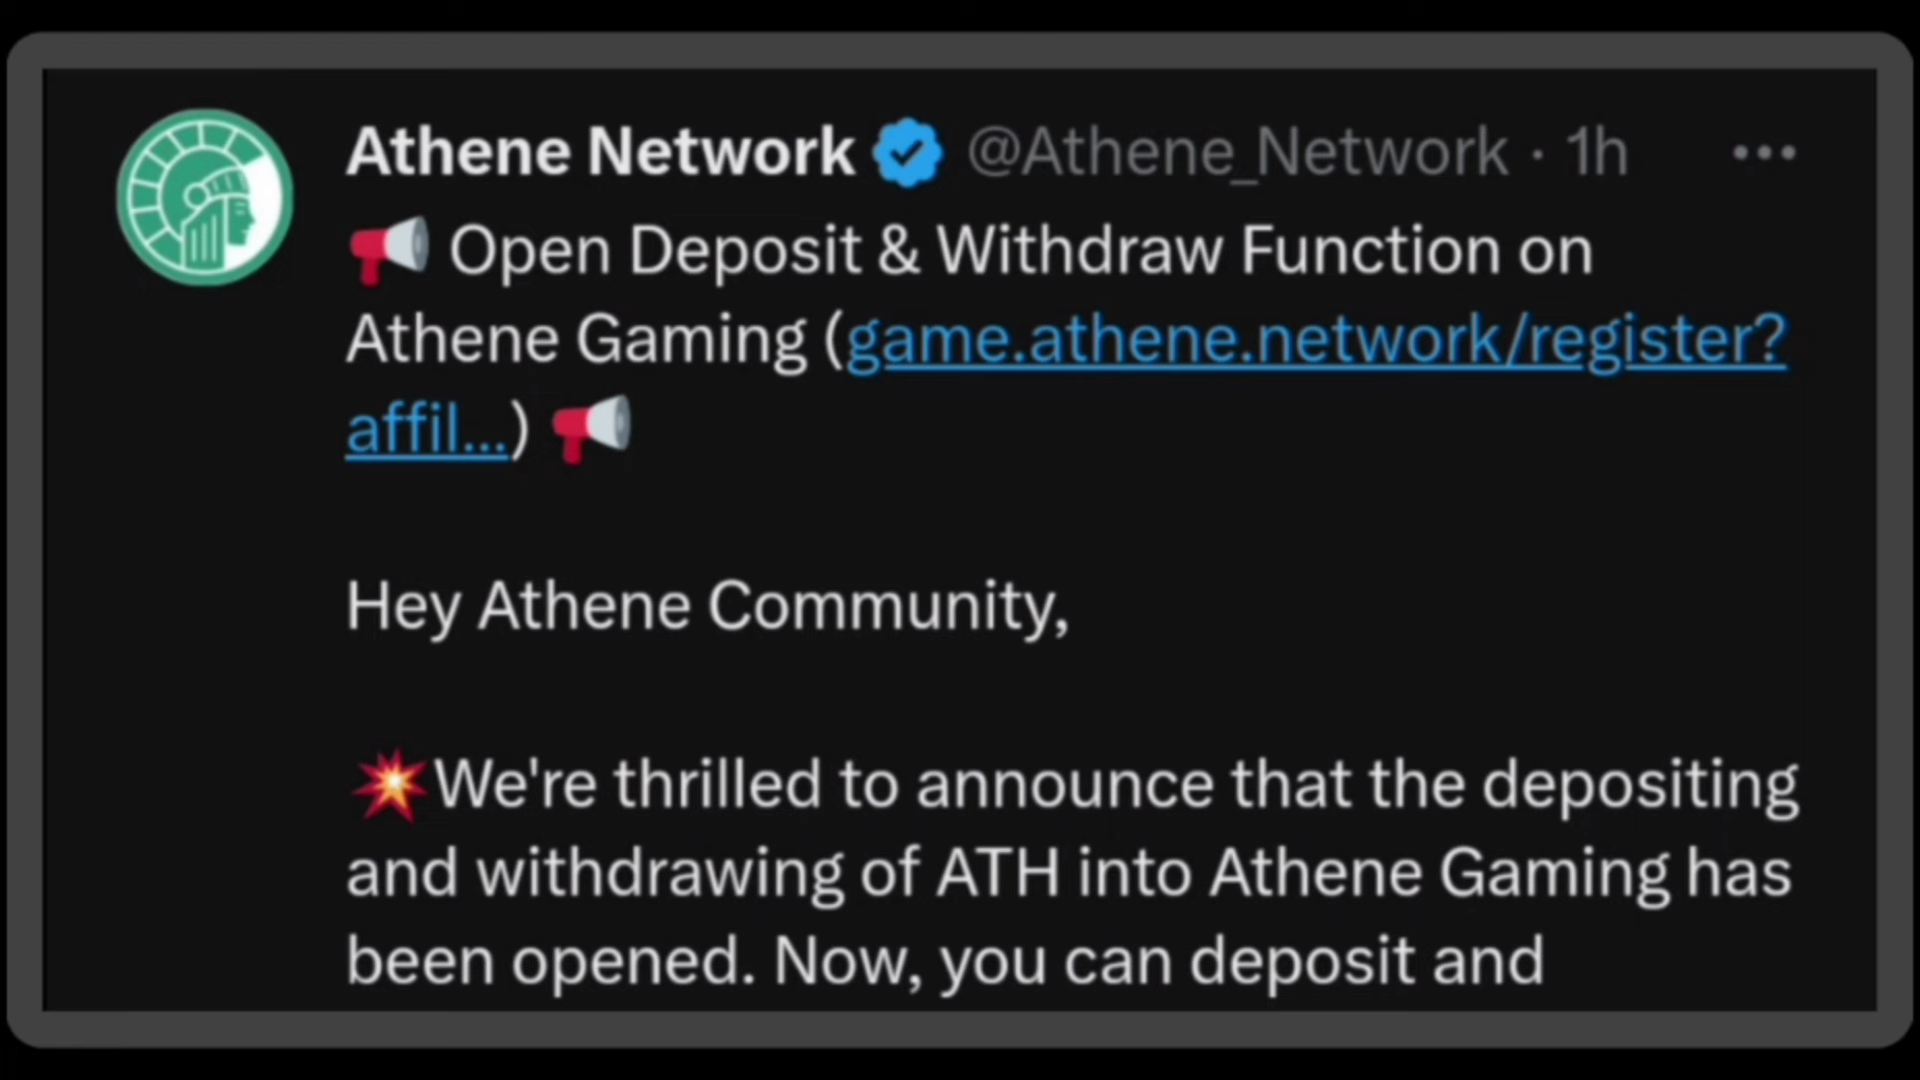 Athene Network @Athene_Network · 1h ...
📢 Open Deposit & Withdraw Function on
Athene Gaming (game.athene.network/register?
affil...) 📢
Hey Athene Community,
💥We're thrilled to announce that the depositing
and withdrawing of ATH into Athene Gaming has
been opened. Now, you can deposit and